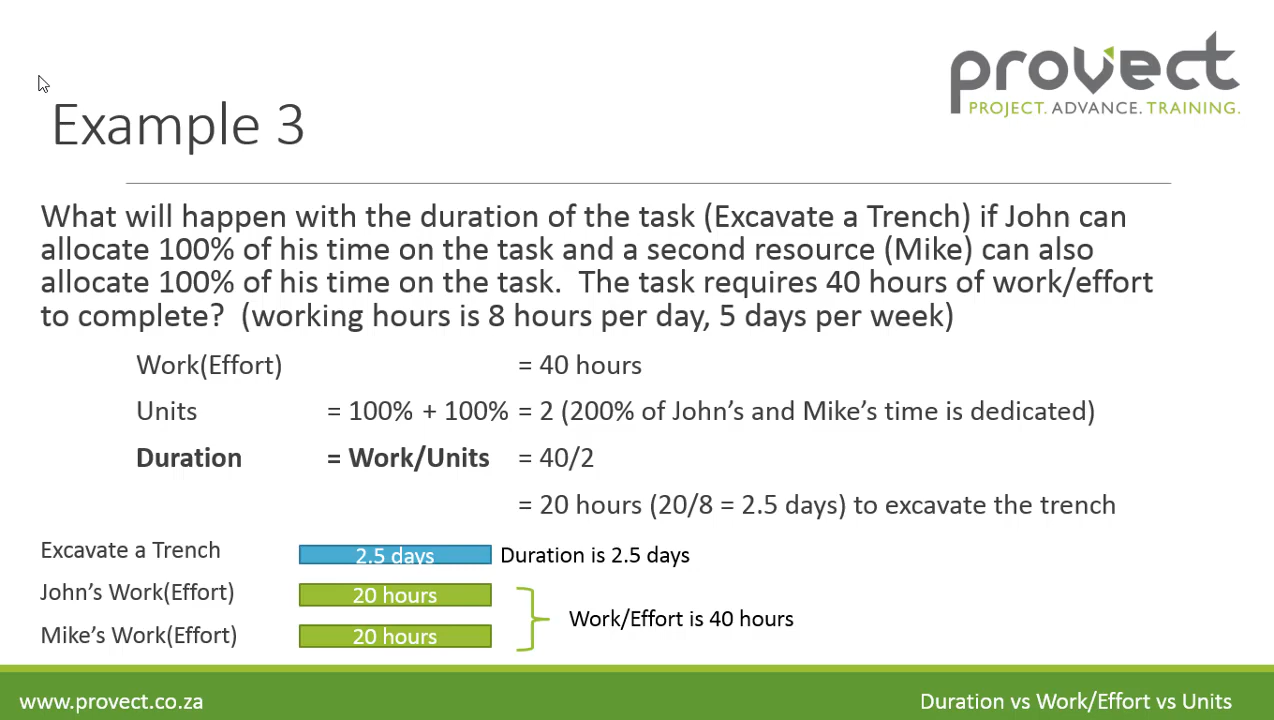 provect
PROJECT. ADVANCE. TRAINING.
Example 3
What will happen with the duration of the task (Excavate a Trench) if John can
allocate 100% of his time on the task and a second resource (Mike) can also
allocate 100% of his time on the task.  The task requires 40 hours of work/effort
to complete?  (working hours is 8 hours per day, 5 days per week)
Work(Effort) = 40 hours
Units = 100% + 100% = 2 (200% of John’s and Mike’s time is dedicated)
Duration = Work/Units = 40/2
= 20 hours (20/8 = 2.5 days) to excavate the trench
Excavate a Trench 2.5 days Duration is 2.5 days
John’s Work(Effort) 20 hours
Work/Effort is 40 hours
Mike’s Work(Effort) 20 hours
www.provect.co.za Duration vs Work/Effort vs Units